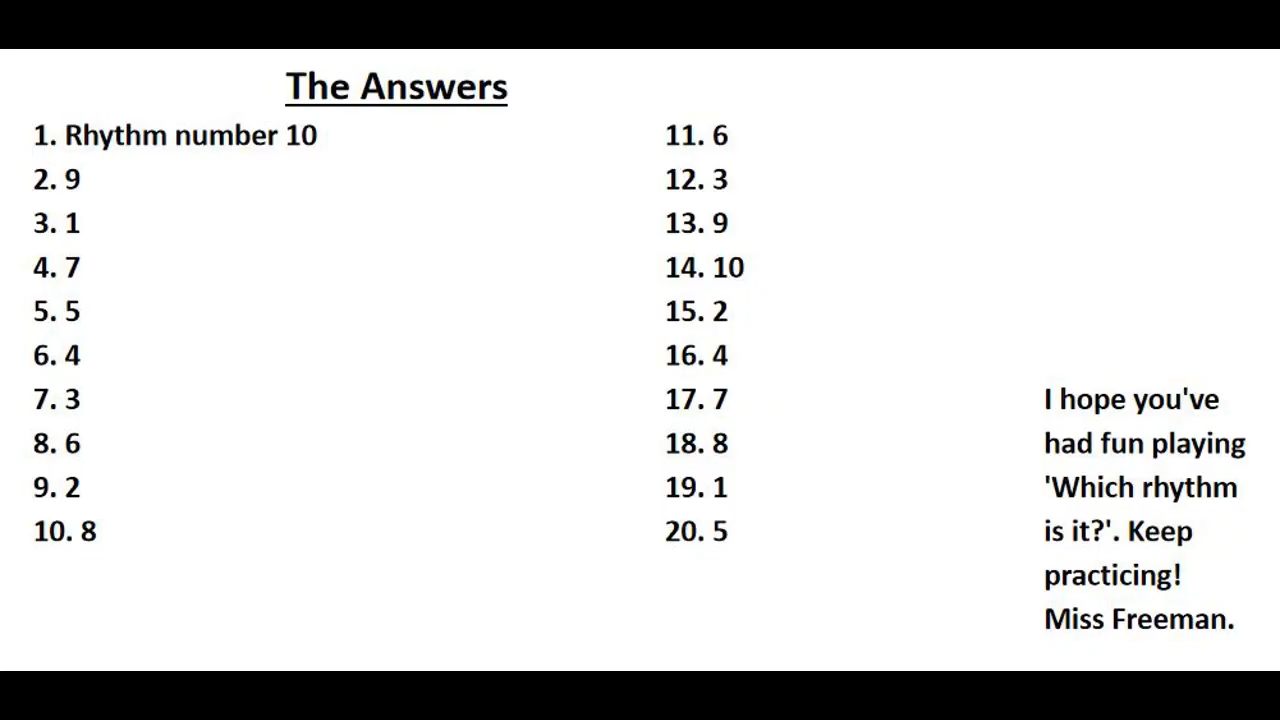 The Answers
1. Rhythm number 10
2. 9
3. 1
4. 7
5. 5
6. 4
7. 3
8. 6
9. 2
10. 8
11. 6
12. 3
13. 9
14. 10
15. 2
16. 4
17. 7
18. 8
19. 1
20. 5
I hope you've
had fun playing
'Which rhythm
is it?'. Keep
practicing!
Miss Freeman.